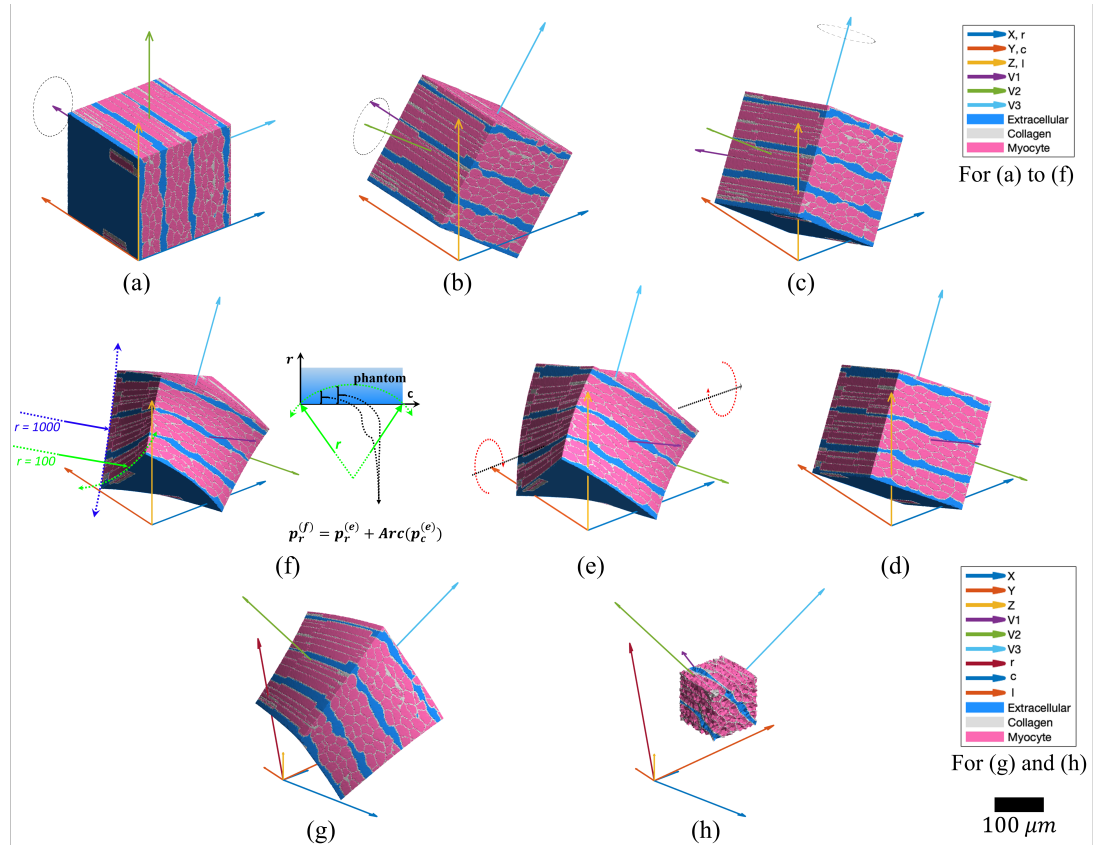 X, r
Y, c
Z, l
V1
V2
V3
Extracellular
Collagen
Myocyte
For (a) to (f)
(a)
(b)
(c)
r
phantom
c
r = 1000
r
r = 100
p_r^{(f)} = p_r^{(e)} + Arc(p_c^{(e)})
(f)
(e)
(d)
X
Y
Z
V1
V2
V3
r
c
l
Extracellular
Collagen
Myocyte
For (g) and (h)
100 μm
(g)
(h)